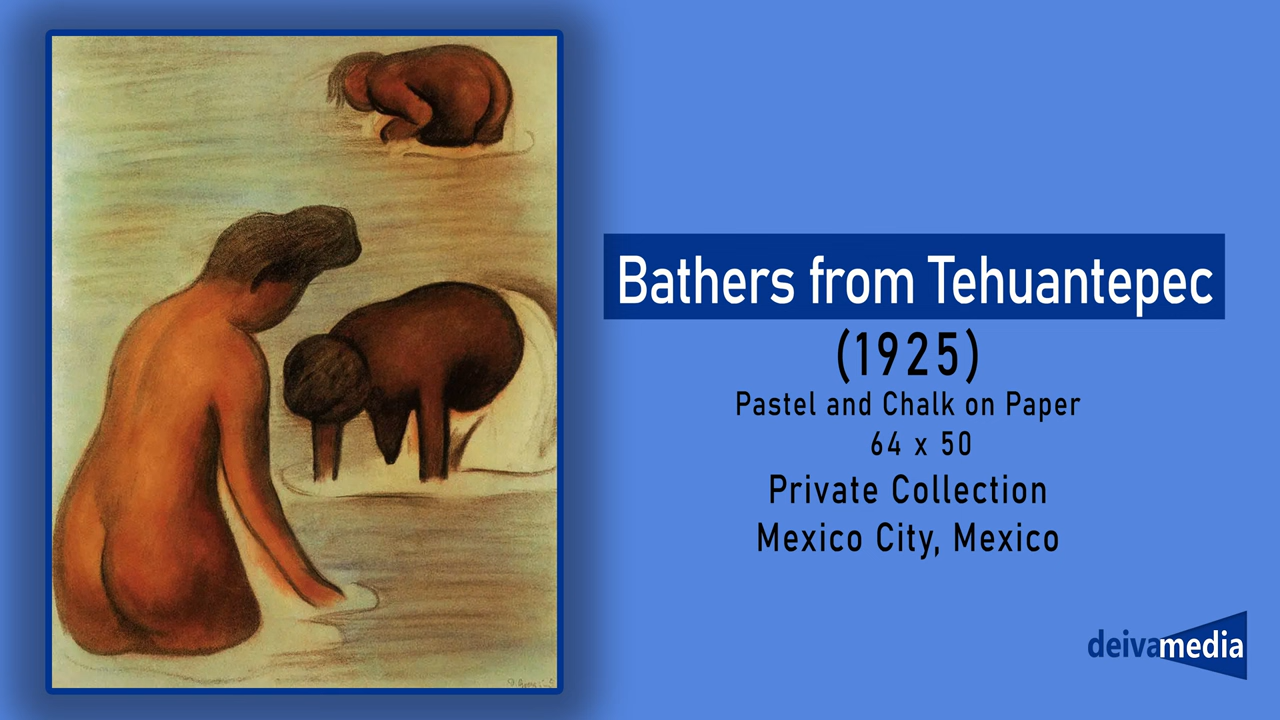 Bathers from Tehuantepec
(1925)
Pastel and Chalk on Paper
64 x 50
Private Collection
Mexico City, Mexico
deivamedia